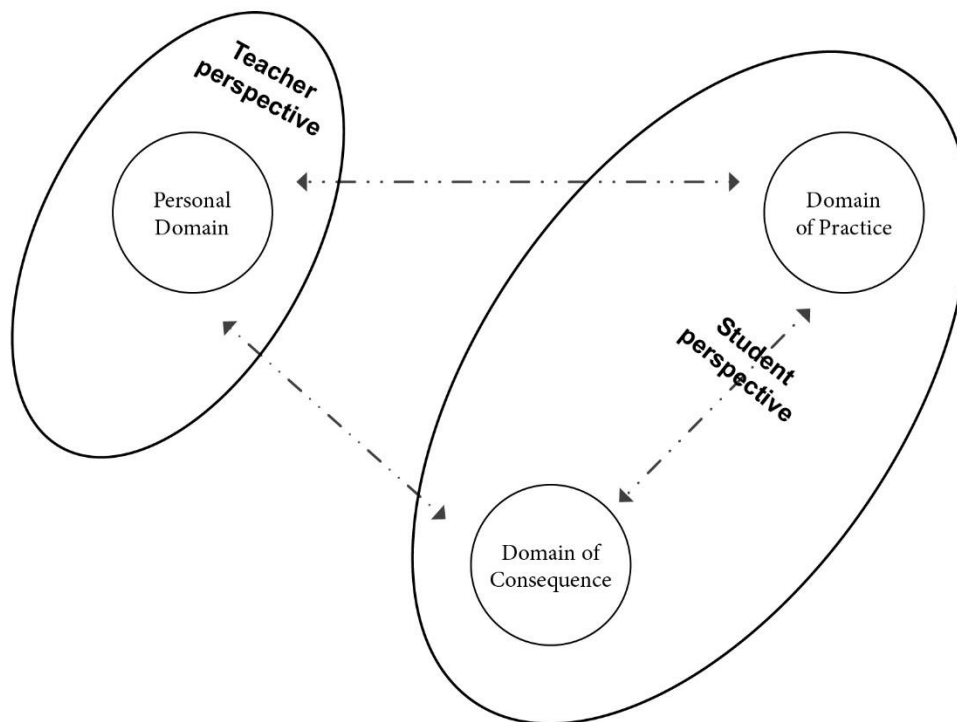 Teacher
perspective
Personal
Domain
Domain
of Practice
Student
perspective
Domain of
Consequence